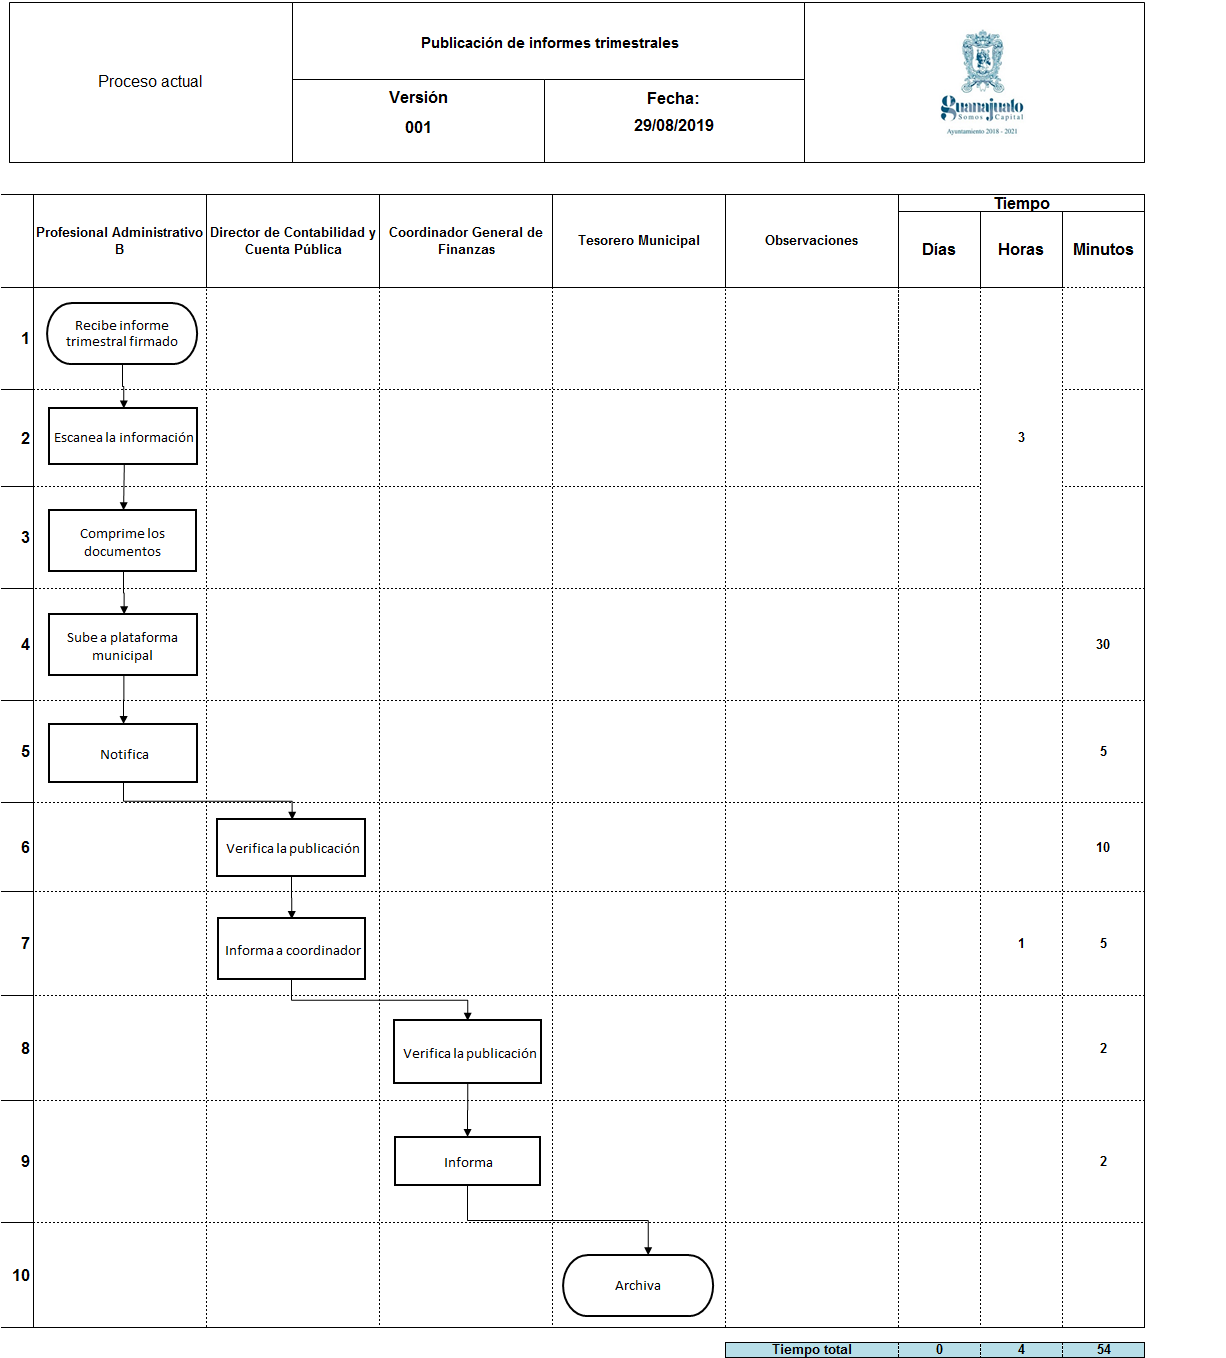 Proceso actual
Publicación de informes trimestrales
Versión
001
Fecha:
29/08/2019
guanajuato
Somos Capital
Ayuntamiento 2018 - 2021
Profesional Administrativo
B
Director de Contabilidad y
Cuenta Pública
Coordinador General de
Finanzas
Tesorero Municipal
Observaciones
Tiempo
Días
Horas
Minutos
1
Recibe informe
trimestral firmado
2
Escanea la información
3
3
Comprime los
documentos
4
Sube a plataforma
municipal
30
5
Notifica
5
6
Verifica la publicación
10
7
Informa a coordinador
1
5
8
Verifica la publicación
2
9
Informa
2
10
Archiva
Tiempo total
0
4
54